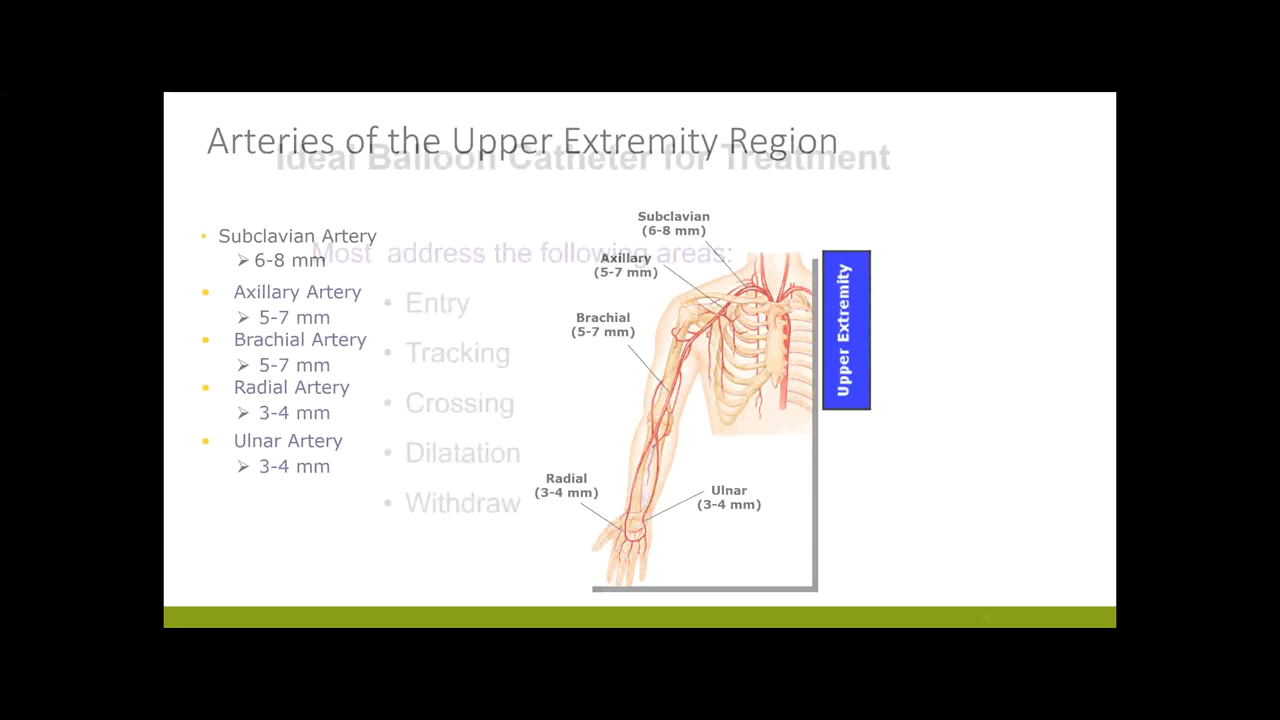 Arteries of the Upper Extremity Region
Ideal Balloon Catheter for Treatment
Most address the following areas:
• Entry
• Tracking
• Crossing
• Dilatation
• Withdraw
• Subclavian Artery
➢ 6-8 mm
• Axillary Artery
➢ 5-7 mm
• Brachial Artery
➢ 5-7 mm
• Radial Artery
➢ 3-4 mm
• Ulnar Artery
➢ 3-4 mm
Subclavian
(6-8 mm)
Axillary
(5-7 mm)
Brachial
(5-7 mm)
Radial
(3-4 mm)
Ulnar
(3-4 mm)
Upper Extremity